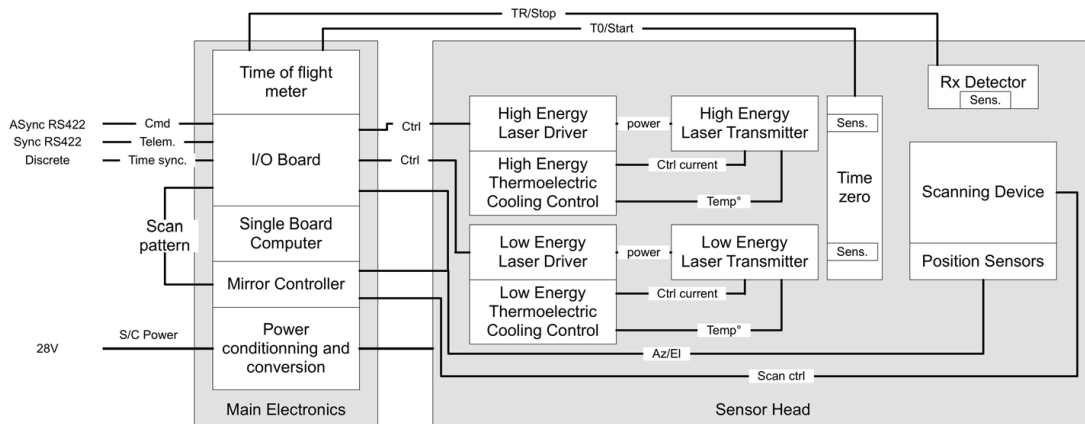 TR/Stop
T0/Start
Time of flight
meter
Rx Detector
Sens.
ASync RS422
Cmd
Sync RS422
Telem.
Discrete
Time sync.
I/O Board
Ctrl
Ctrl
High Energy
Laser Driver
power
High Energy
Laser Transmitter
Sens.
High Energy
Thermoelectric
Cooling Control
Ctrl current
Temp°
Time
zero
Scanning Device
Scan
pattern
Single Board
Computer
Low Energy
Laser Driver
power
Low Energy
Laser Transmitter
Sens.
Position Sensors
Mirror Controller
Low Energy
Thermoelectric
Cooling Control
Ctrl current
Temp°
28V
S/C Power
Power
conditionning and
conversion
Az/El
Scan ctrl
Main Electronics
Sensor Head